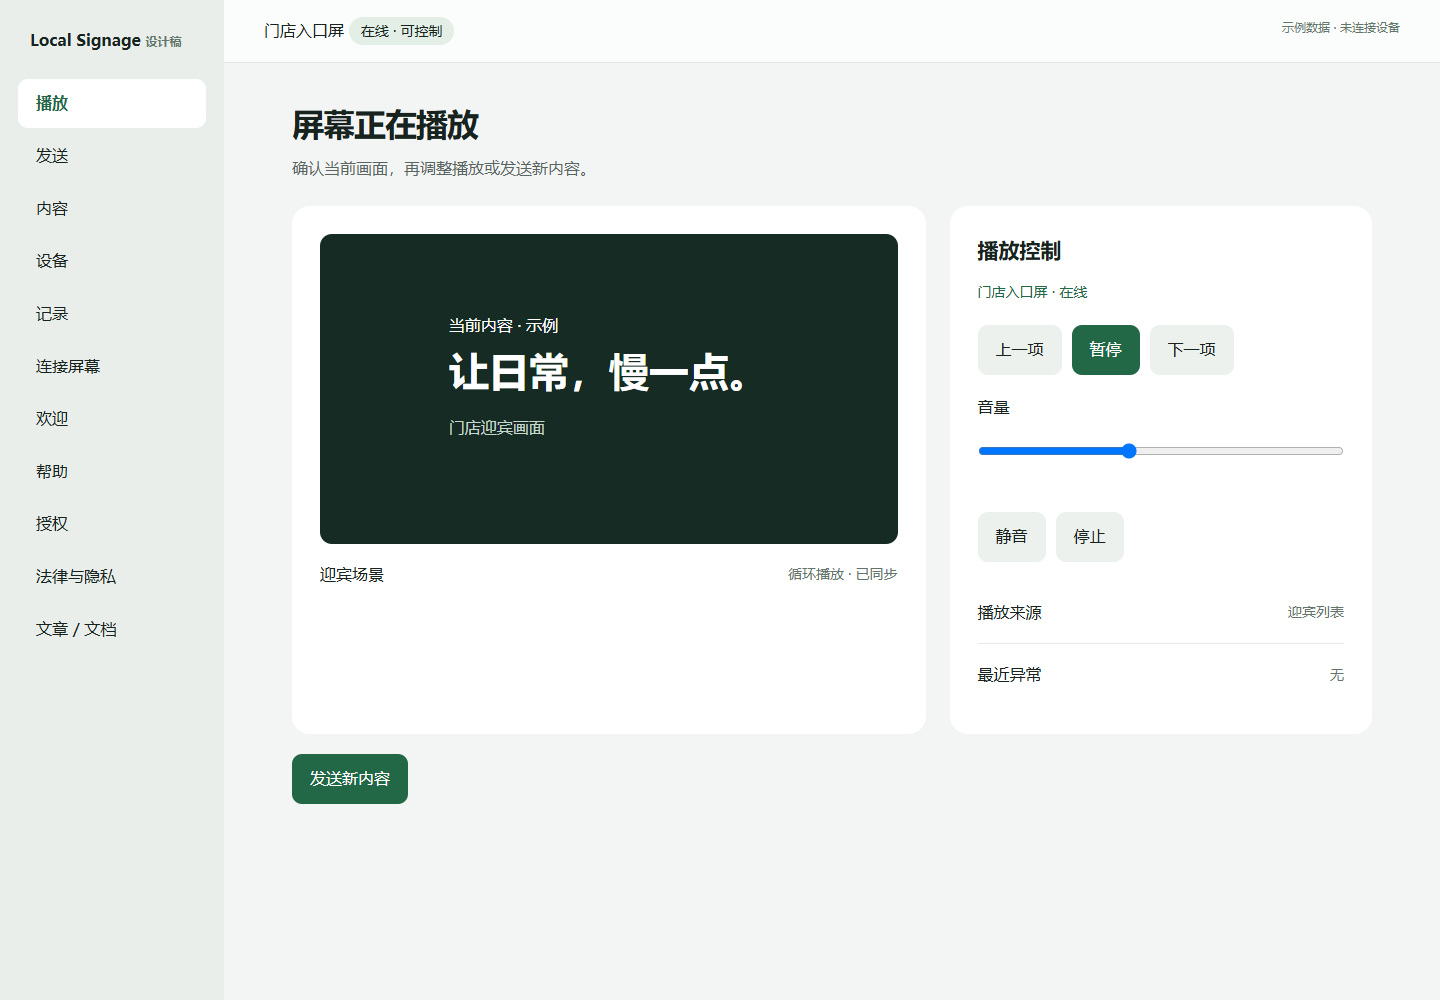 Local Signage 设计稿
播放
发送
内容
设备
记录
连接屏幕
欢迎
帮助
授权
法律与隐私
文章 / 文档
门店入口屏 在线 · 可控制
示例数据 · 未连接设备
屏幕正在播放
确认当前画面，再调整播放或发送新内容。
当前内容 · 示例
让日常，慢一点。
门店迎宾画面
迎宾场景
循环播放 · 已同步
播放控制
门店入口屏 · 在线
上一项 暂停 下一项
音量
静音 停止
播放来源 迎宾列表
最近异常 无
发送新内容